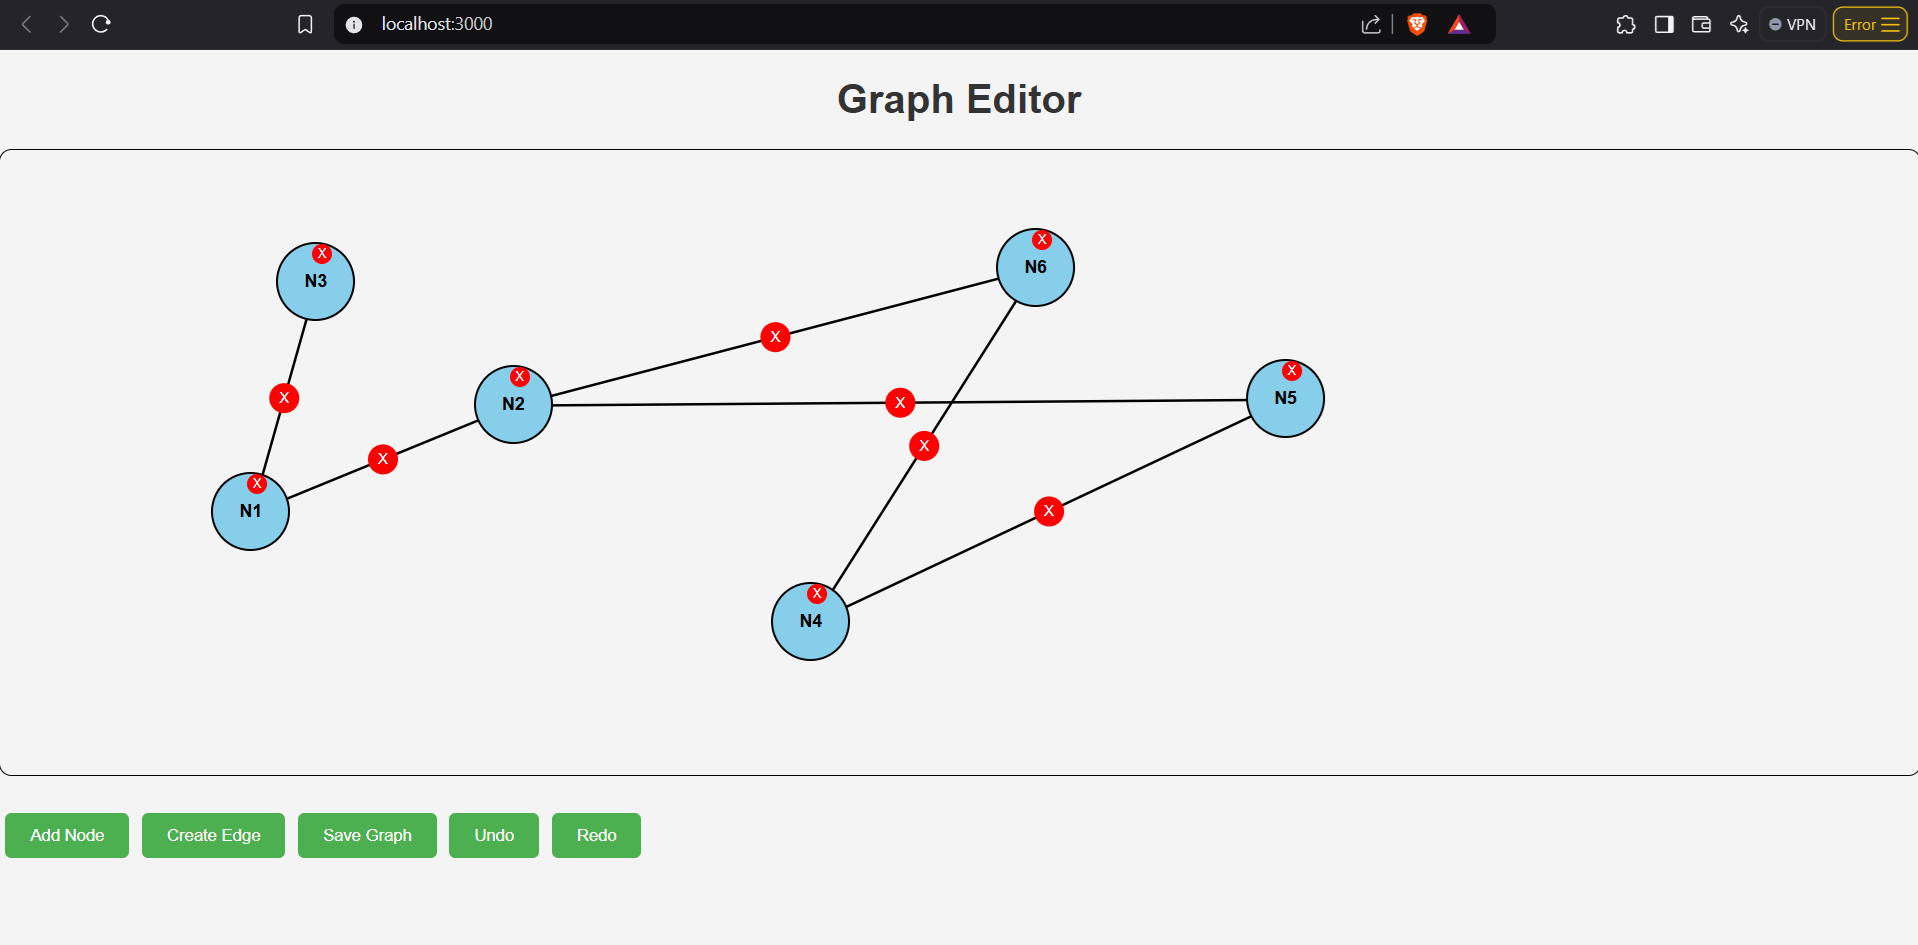 localhost:3000
VPN
Error
Graph Editor
X
N6
X
N3
X
X
N5
X
N2
X
X
X
X
X
N1
X
X
N4
Add Node
Create Edge
Save Graph
Undo
Redo